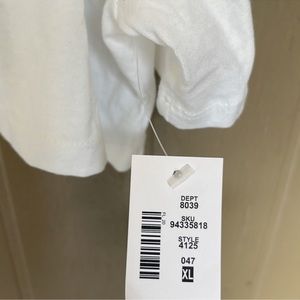 DEPT
8039
SKU
94335818
STYLE
4125
047
XL